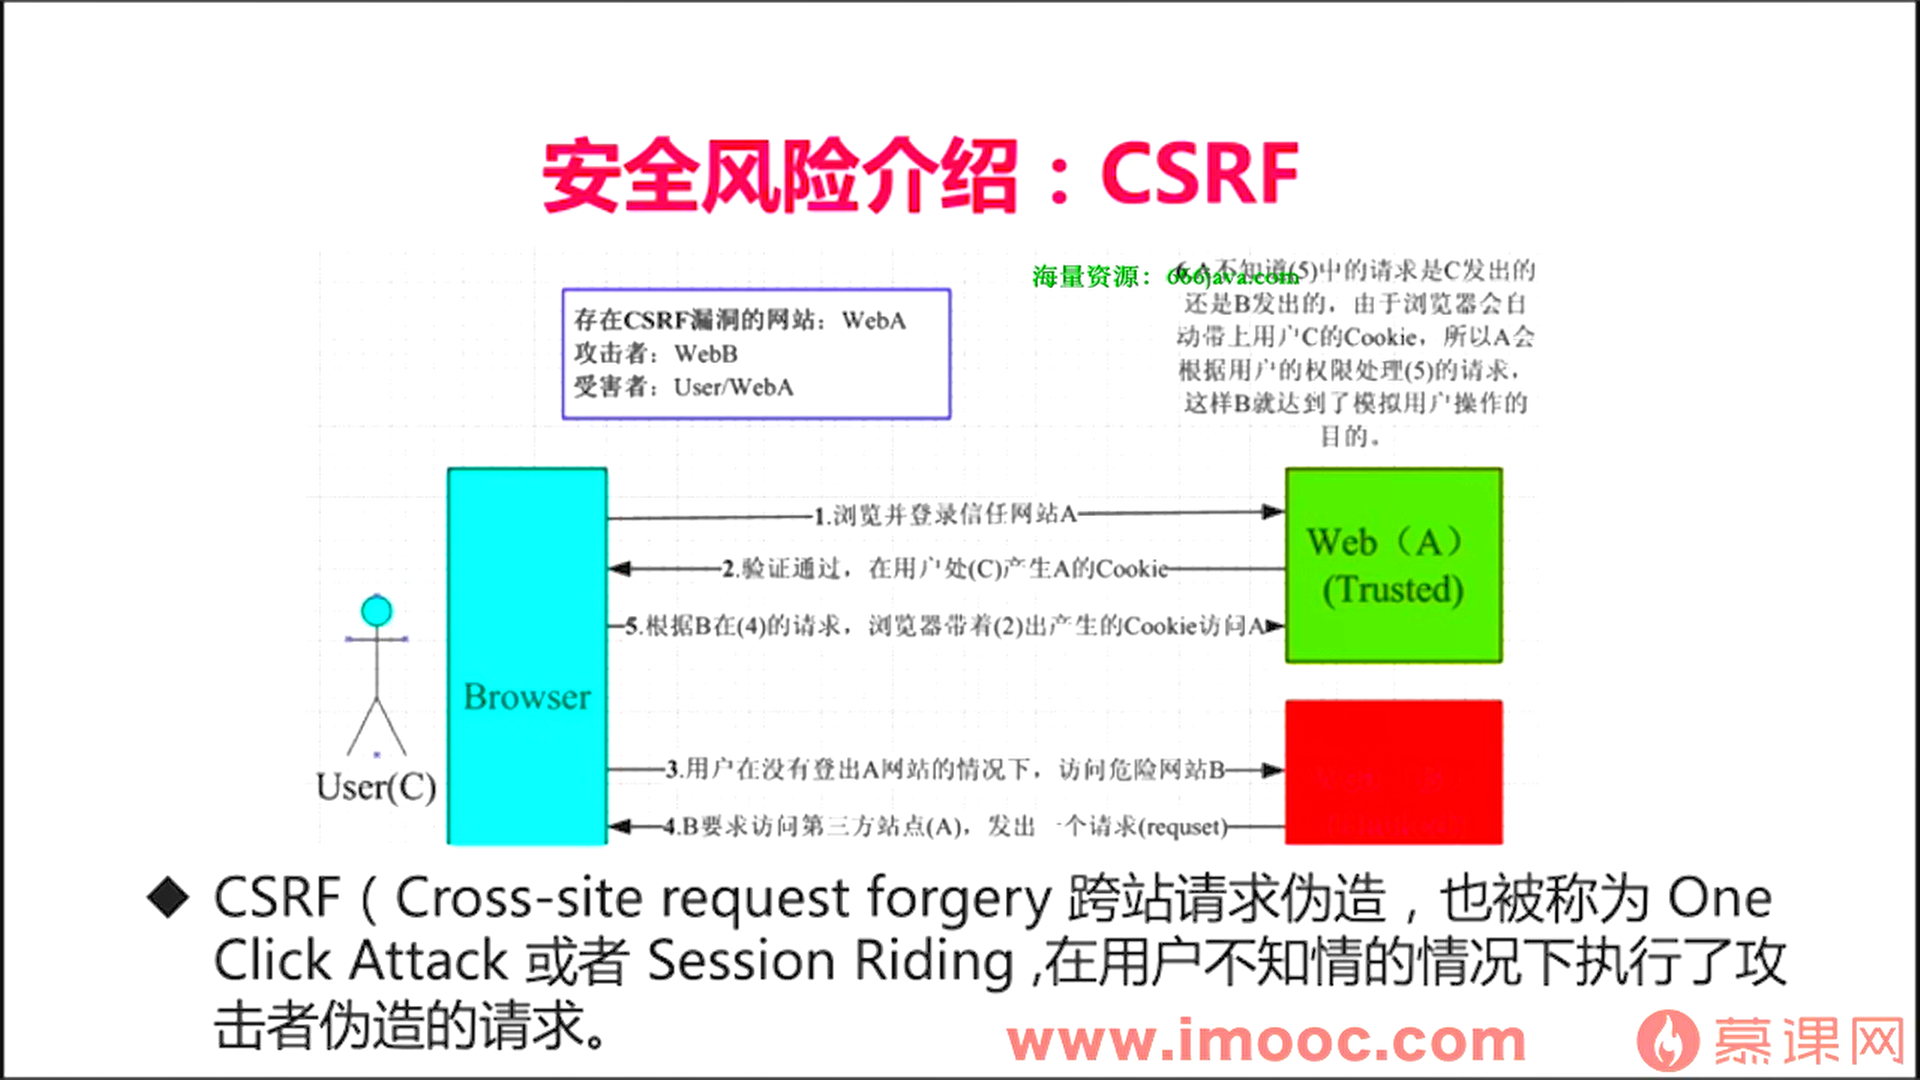 安全风险介绍：CSRF
海量资源：666java.com
6.A不知道(5)中的请求是C发出的
还是B发出的，由于浏览器会自
动带上用户C的Cookie，所以A会
根据用户的权限处理(5)的请求，
这样B就达到了模拟用户操作的
目的。
存在CSRF漏洞的网站：WebA
攻击者：WebB
受害者：User/WebA
1.浏览并登录信任网站A
2.验证通过，在用户处(C)产生A的Cookie
5.根据B在(4)的请求，浏览器带着(2)出产生的Cookie访问A
Web（A）
(Trusted)
Browser
User(C)
3.用户在没有登出A网站的情况下，访问危险网站B
4.B要求访问第三方站点(A)，发出一个请求(requset)
◆ CSRF（Cross-site request forgery 跨站请求伪造，也被称为 One
Click Attack 或者 Session Riding ,在用户不知情的情况下执行了攻
击者伪造的请求。
www.imooc.com
慕课网